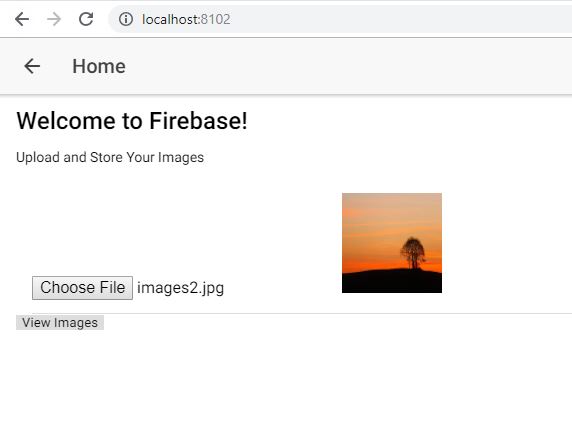 localhost:8102
Home
Welcome to Firebase!
Upload and Store Your Images
Choose File images2.jpg
View Images